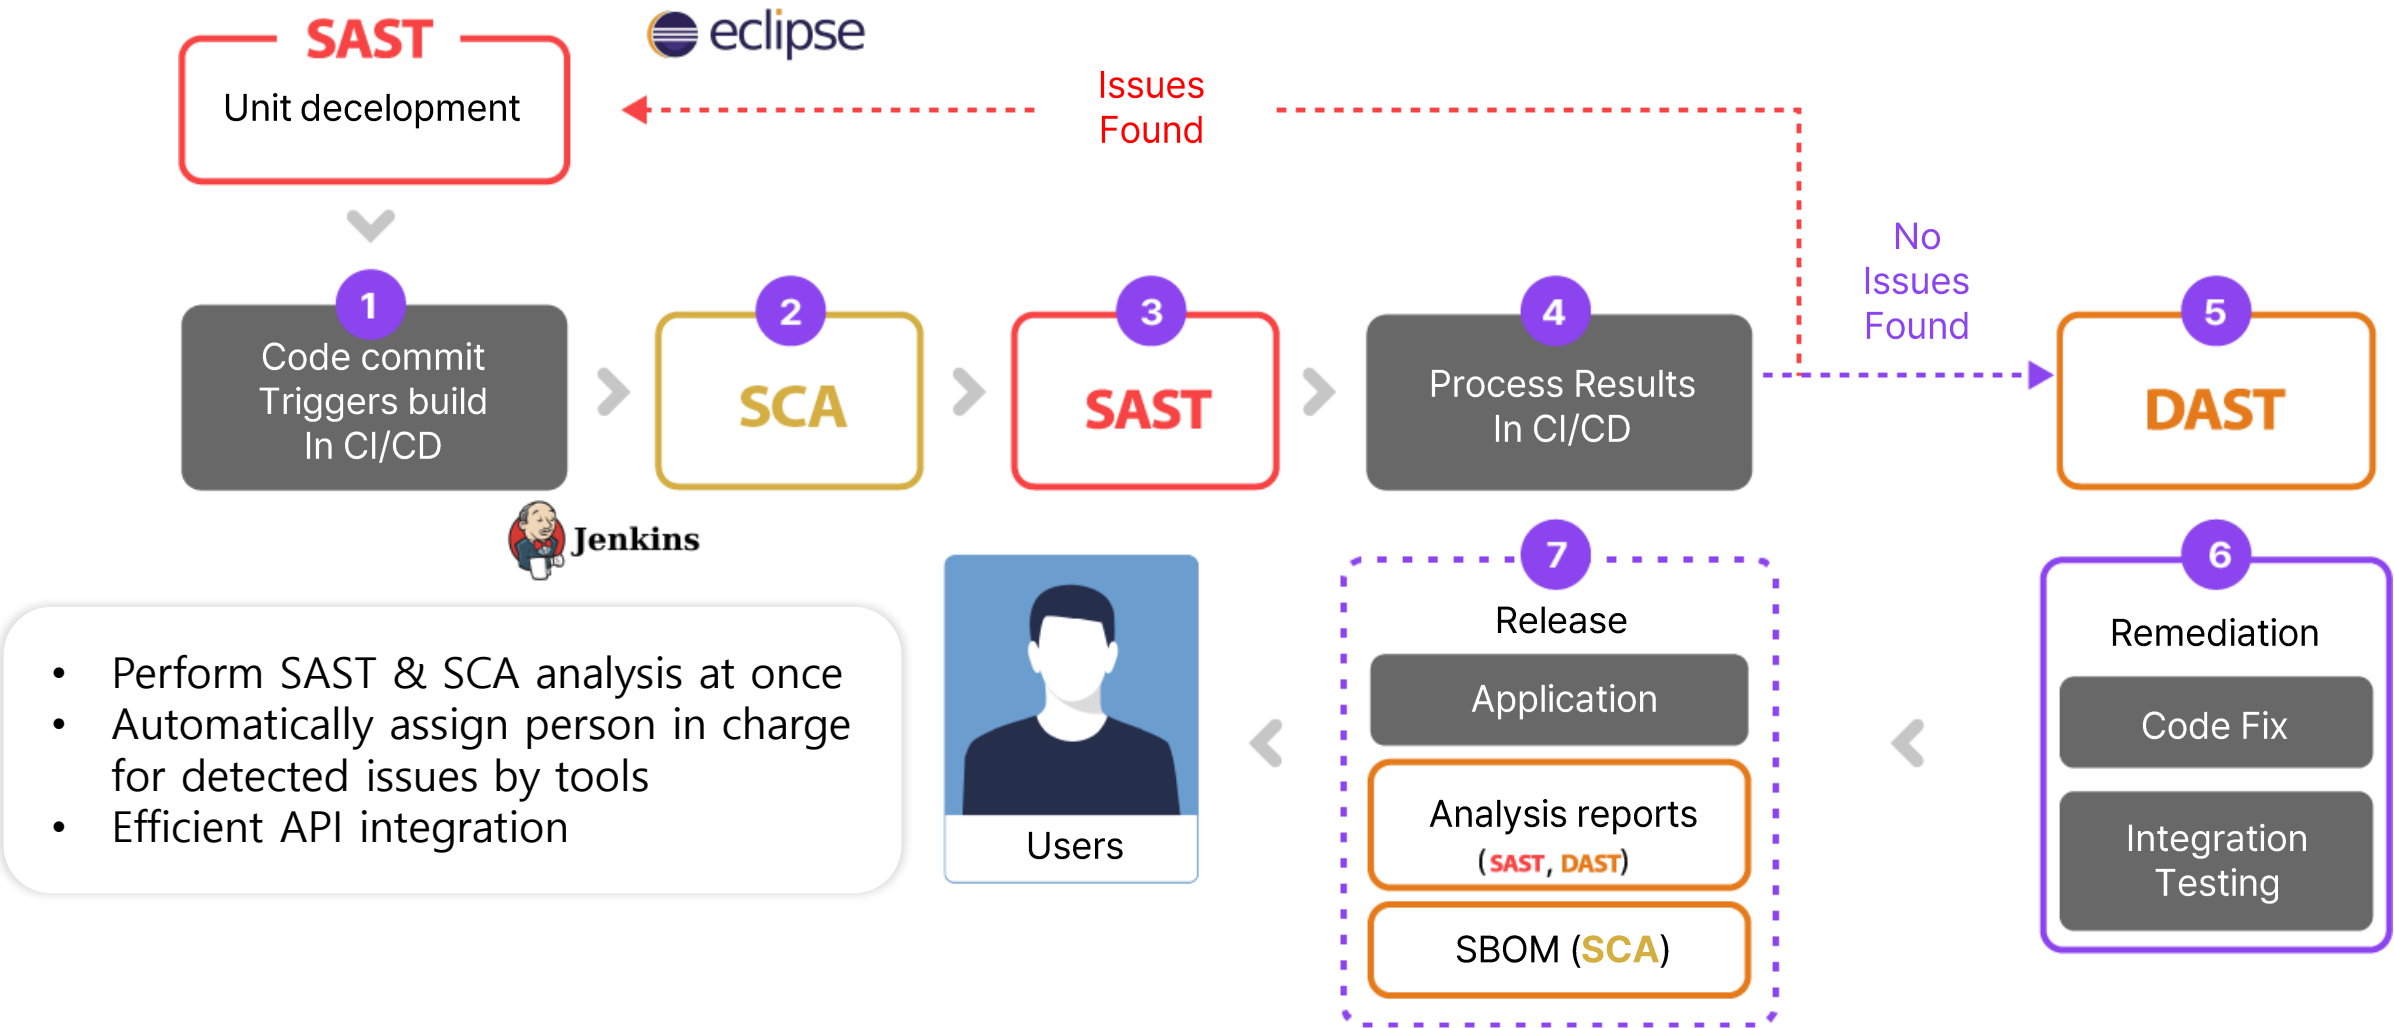 SAST
Unit decelopment
eclipse
Issues
Found
No
Issues
Found
1
Code commit
Triggers build
In CI/CD
2
SCA
3
SAST
4
Process Results
In CI/CD
5
DAST
Jenkins
6
Remediation
Code Fix
Integration
Testing
7
Release
Application
Analysis reports
(SAST, DAST)
SBOM (SCA)
Users
• Perform SAST & SCA analysis at once
• Automatically assign person in charge
for detected issues by tools
• Efficient API integration